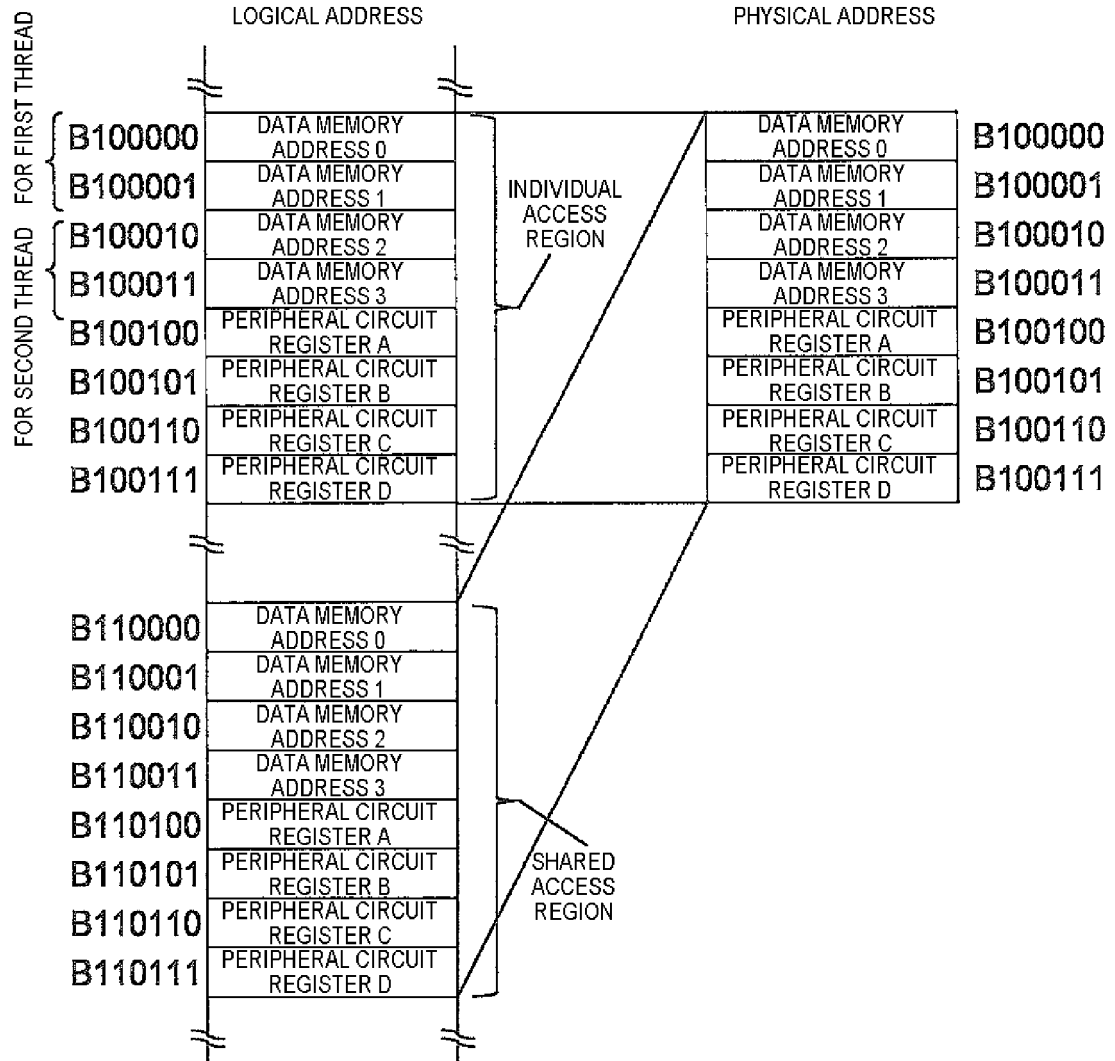 LOGICAL ADDRESS
PHYSICAL ADDRESS
FOR FIRST THREAD
FOR SECOND THREAD
B100000
DATA MEMORY
ADDRESS 0
B100001
DATA MEMORY
ADDRESS 1
B100010
DATA MEMORY
ADDRESS 2
B100011
DATA MEMORY
ADDRESS 3
B100100
PERIPHERAL CIRCUIT
REGISTER A
B100101
PERIPHERAL CIRCUIT
REGISTER B
B100110
PERIPHERAL CIRCUIT
REGISTER C
B100111
PERIPHERAL CIRCUIT
REGISTER D
INDIVIDUAL
ACCESS
REGION
DATA MEMORY
ADDRESS 0
B100000
DATA MEMORY
ADDRESS 1
B100001
DATA MEMORY
ADDRESS 2
B100010
DATA MEMORY
ADDRESS 3
B100011
PERIPHERAL CIRCUIT
REGISTER A
B100100
PERIPHERAL CIRCUIT
REGISTER B
B100101
PERIPHERAL CIRCUIT
REGISTER C
B100110
PERIPHERAL CIRCUIT
REGISTER D
B100111
B110000
DATA MEMORY
ADDRESS 0
B110001
DATA MEMORY
ADDRESS 1
B110010
DATA MEMORY
ADDRESS 2
B110011
DATA MEMORY
ADDRESS 3
B110100
PERIPHERAL CIRCUIT
REGISTER A
B110101
PERIPHERAL CIRCUIT
REGISTER B
B110110
PERIPHERAL CIRCUIT
REGISTER C
B110111
PERIPHERAL CIRCUIT
REGISTER D
SHARED
ACCESS
REGION